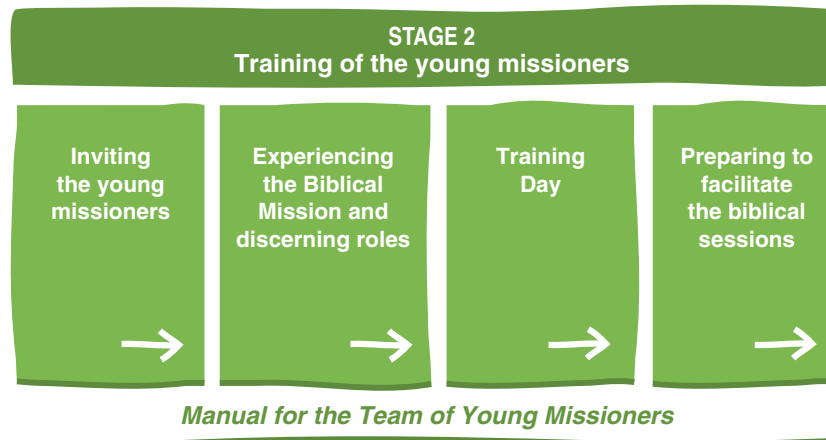 STAGE 2
Training of the young missioners
Inviting
the young
missioners
Experiencing
the Biblical
Mission and
discerning roles
Training
Day
Preparing to
facilitate
the biblical
sessions
Manual for the Team of Young Missioners